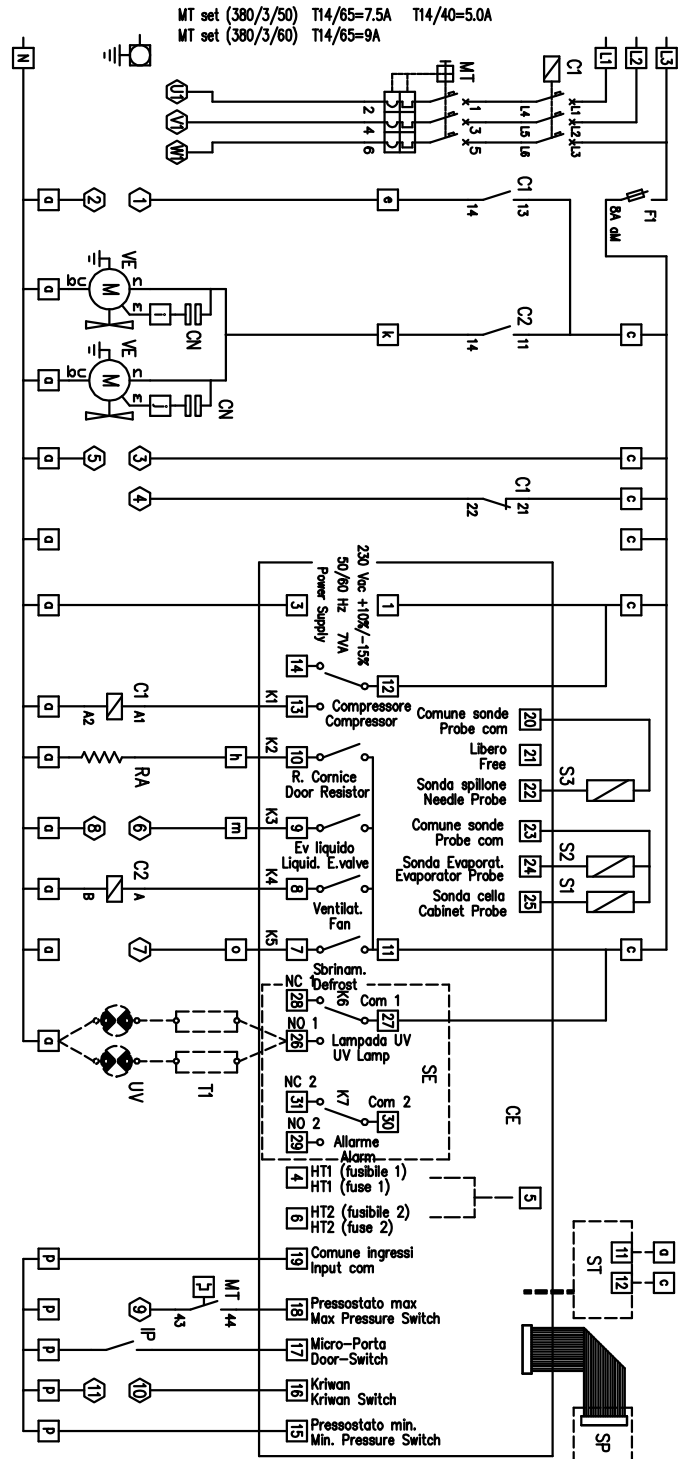 MT set (380/3/50) T14/65=7.5A T14/40=5.0A
MT set (380/3/60) T14/65=9A
N
L1
L2
L3
MT
C1
U1
V1
W1
2
4
6
1
3
5
L4
L5
L6
L1
L2
L3
F1
8A aM
a
2
1
e
C1
14
13
C2
14
11
k
c
VE
bu
M
n
m
i
CN
a
VE
bu
M
n
m
j
CN
a
a
5
3
c
4
C1
22
21
c
a
c
230 Vac +10%/-15%
50/60 Hz 7VA
Power Supply
a
3
1
c
14
12
C1
a
A2
A1
K1
13
Compressore
Compressor
Comune sonde
Probe com
20
Libero
Free
21
a
RA
h
K2
10
R. Cornice
Door Resistor
Sonda spillone
Needle Probe
22
S3
a
8
6
m
K3
9
Ev liquido
Liquid. E.valve
Comune sonde
Probe com
23
Sonda Evaporat.
Evaporator Probe
24
S2
C2
a
B
A
K4
8
Ventilat.
Fan
Sonda cella
Cabinet Probe
25
S1
a
7
o
K5
7
11
c
Sbrinam.
Defrost
NC 1
28
K6
Com 1
27
NO 1
26
Lampada UV
UV Lamp
a
UV
T1
SE
NC 2
31
K7
Com 2
30
NO 2
29
Allarme
Alarm
CE
4
HT1 (fusibile 1)
HT1 (fuse 1)
5
6
HT2 (fusibile 2)
HT2 (fuse 2)
ST
11
a
12
c
p
19
Comune ingressi
Input com
MT
p
9
43
44
18
Pressostato max
Max Pressure Switch
IP
p
17
Micro-Porta
Door-Switch
p
11
10
16
Kriwan
Kriwan Switch
p
15
Pressostato min.
Min. Pressure Switch
SP